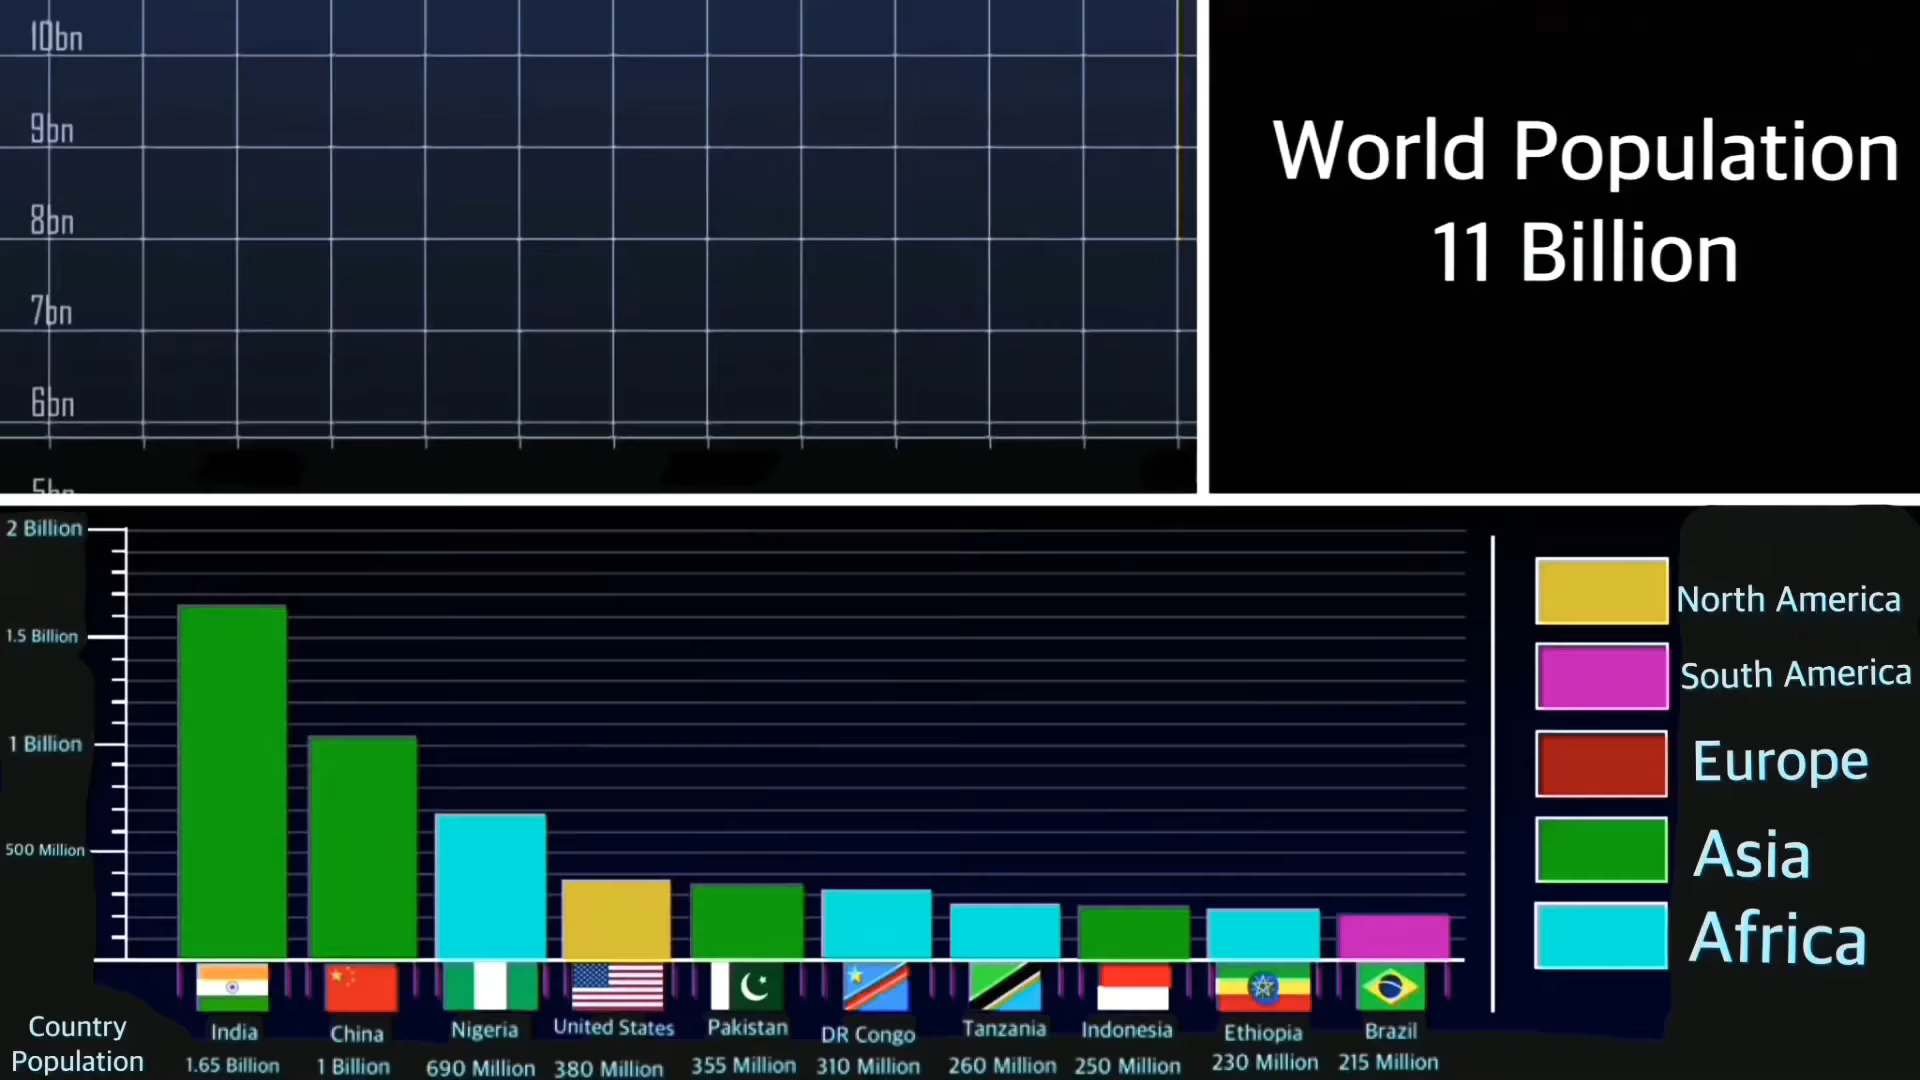 10bn
9bn
8bn
7bn
6bn
5bn
World Population
11 Billion
2 Billion
1.5 Billion
1 Billion
500 Million
North America
South America
Europe
Asia
Africa
Country
Population
India
1.65 Billion
China
1 Billion
Nigeria
690 Million
United States
380 Million
Pakistan
355 Million
DR Congo
310 Million
Tanzania
260 Million
Indonesia
250 Million
Ethiopia
230 Million
Brazil
215 Million